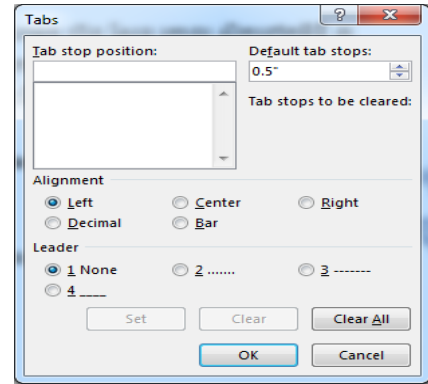 Tabs
Tab stop position: Default tab stops:
0.5"
Tab stops to be cleared:
Alignment
Left Center Right
Decimal Bar
Leader
1 None 2 ....... 3 -------
4 ____
Set Clear Clear All
OK Cancel